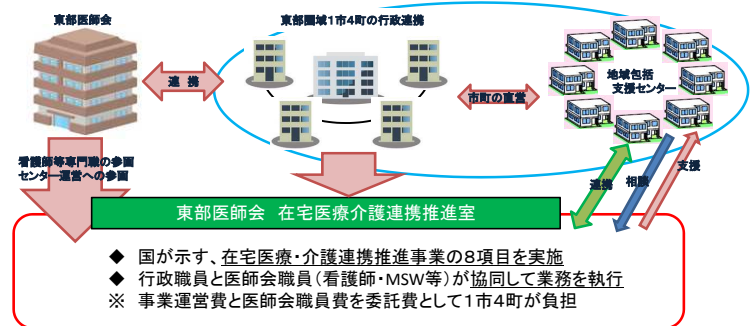 東部医師会
東部圏域1市4町の行政連携
地域包括
支援センター
連 携
市町の直営
看護師等専門職の参画
センター運営への参画
連携
相談
支援
東部医師会 在宅医療介護連携推進室
◆ 国が示す、在宅医療・介護連携推進事業の8項目を実施
◆ 行政職員と医師会職員(看護師・MSW等)が協同して業務を執行
※ 事業運営費と医師会職員費を委託費として1市4町が負担